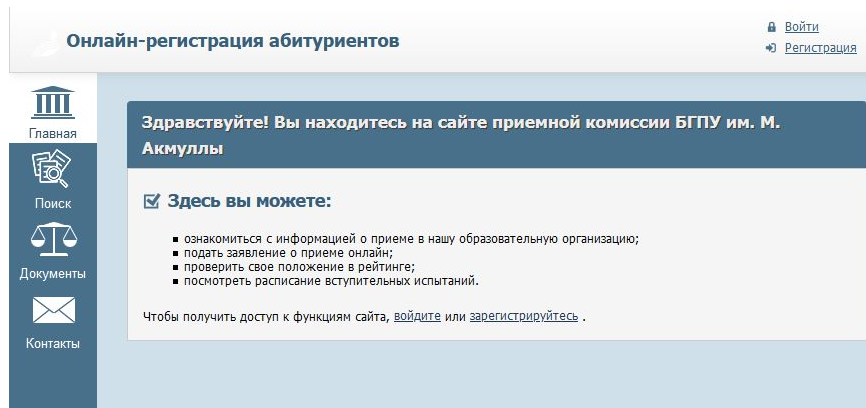 Онлайн-регистрация абитуриентов
Войти
Регистрация
Главная
Поиск
Документы
Контакты
Здравствуйте! Вы находитесь на сайте приемной комиссии БГПУ им. М.
Акмуллы
Здесь вы можете:
ознакомиться с информацией о приеме в нашу образовательную организацию;
подать заявление о приеме онлайн;
проверить свое положение в рейтинге;
посмотреть расписание вступительных испытаний.
Чтобы получить доступ к функциям сайта, войдите или зарегистрируйтесь .